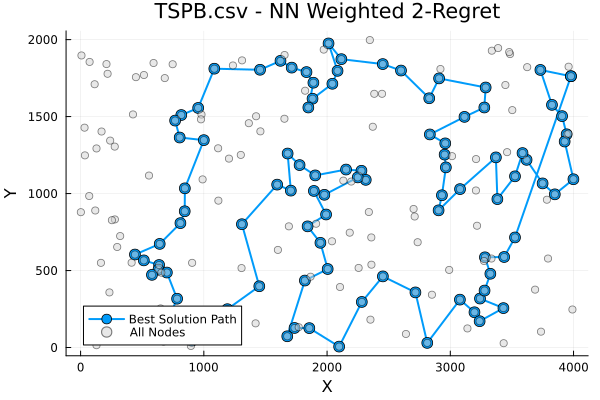 TSPB.csv - NN Weighted 2-Regret
2000
1500
1000
500
0
Y
Best Solution Path
All Nodes
0
1000
2000
3000
4000
X